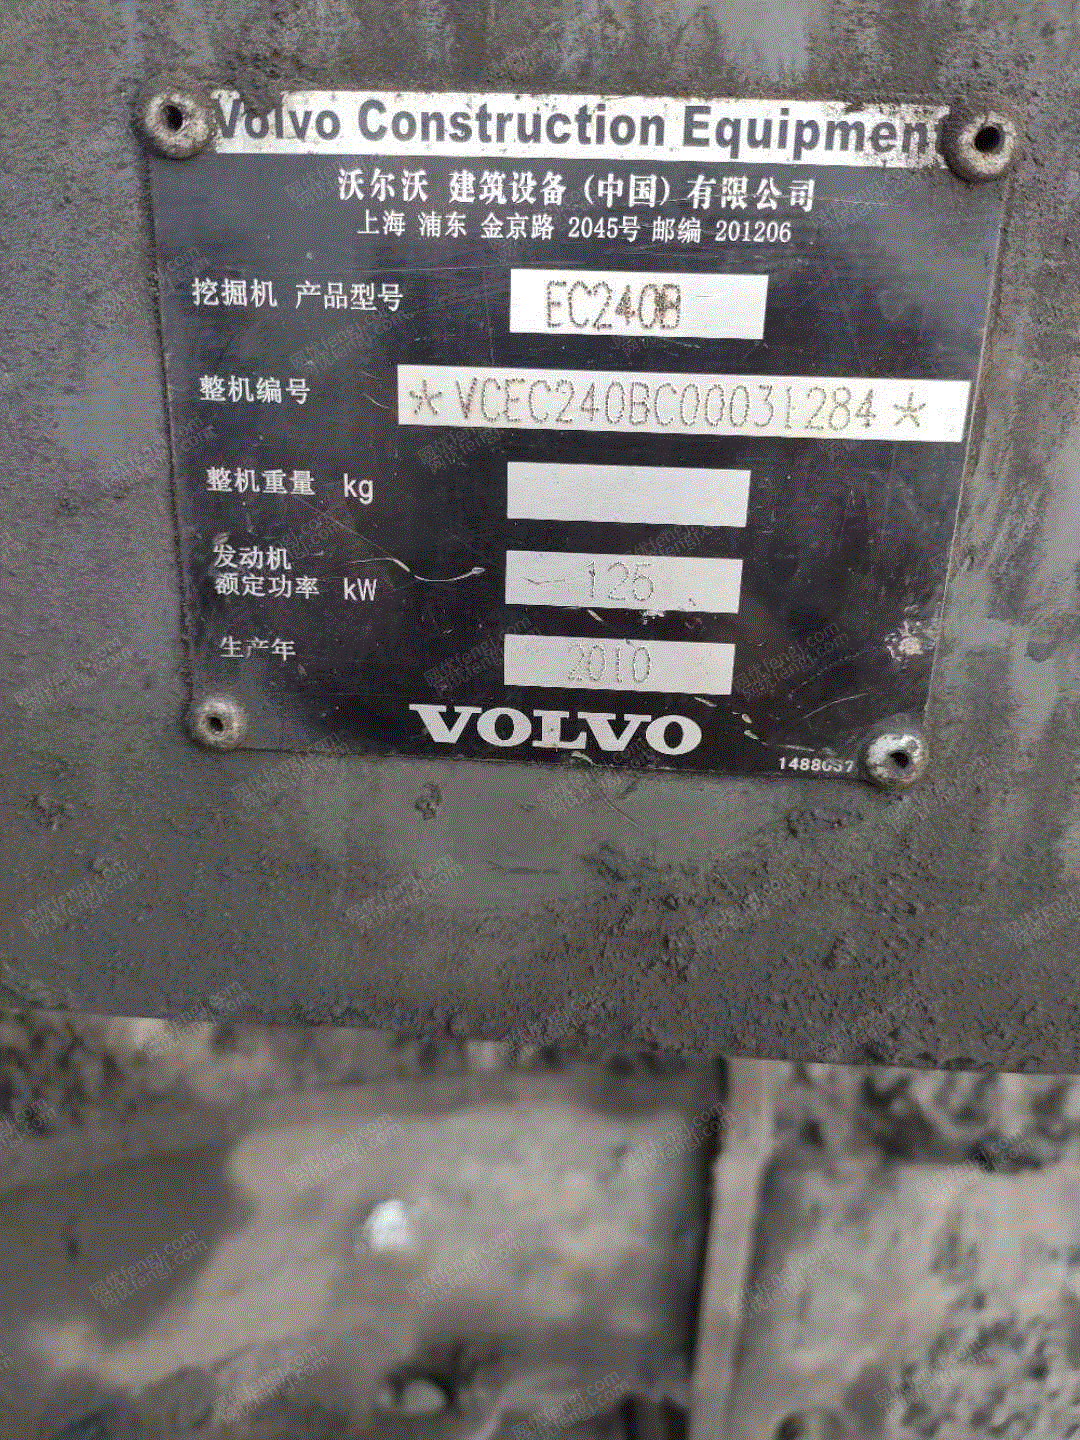 Volvo Construction Equipment
沃尔沃 建筑设备(中国)有限公司
上海 浦东 金京路 2045号 邮编 201206
挖掘机 产品型号 EC240B
整机编号 *VCEC240BC00031284*
整机重量 kg
发动机
额定功率 kW 125
生产年 2010
VOLVO